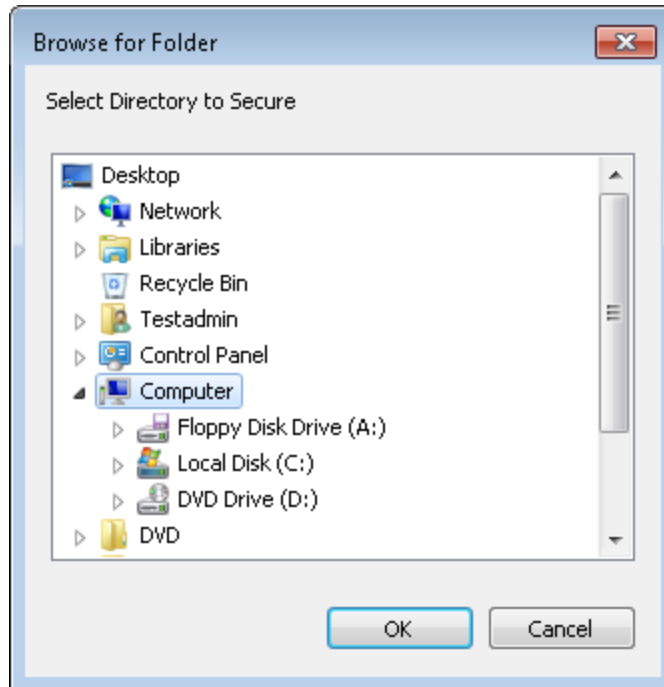 Browse for Folder
Select Directory to Secure
Desktop
Network
Libraries
Recycle Bin
Testadmin
Control Panel
Computer
Floppy Disk Drive (A:)
Local Disk (C:)
DVD Drive (D:)
DVD
OK Cancel